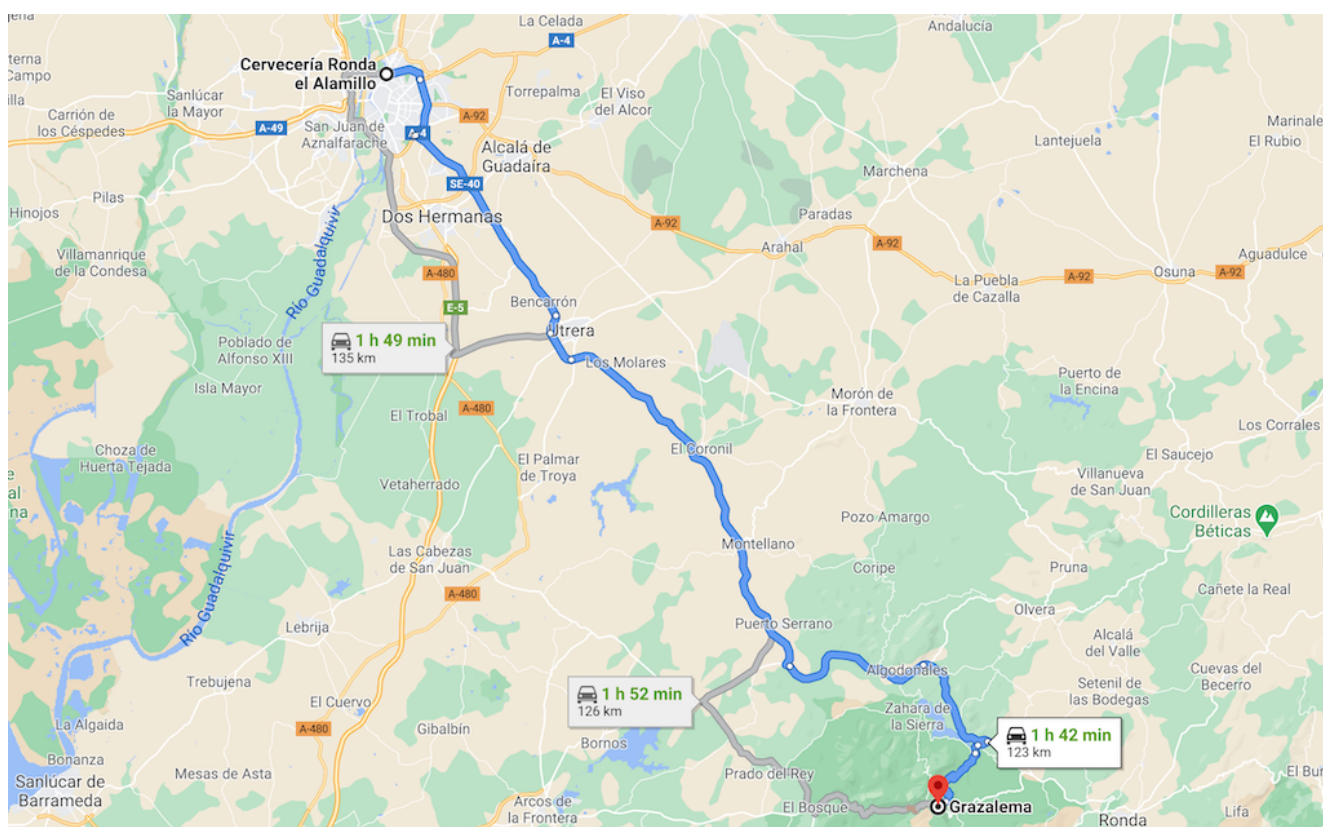 La Celada
A-4
Andalucía
terna
Campo
Cervecería Ronda
el Alamillo
Sanlúcar
la Mayor
Torrepalma
El Viso
del Alcor
Carrión de
los Céspedes
A-49
San Juan de
Aznalfarache
A-4
A-92
Alcalá de
Guadaíra
Lantejuela
Marinale
El Rubio
Marchena
SE-40
Pilas
Hinojos
Dos Hermanas
Paradas
A-92
Arahal
A-92
Villamanrique
de la Condesa
Río Guadalquivir
A-480
La Puebla
de Cazalla
A-92
Osuna
A-92
Aguadulce
E-5
Bencarrón
Utrera
1 h 49 min
135 km
Poblado de
Alfonso XIII
Isla Mayor
Los Molares
Puerto de
la Encina
Morón de
la Frontera
El Trobal
A-480
Los Corrales
Choza de
Huerta Tejada
El Coronil
El Saucejo
El Palmar
de Troya
Villanueva
de San Juan
Vetaherrado
Cordilleras
Béticas
Pozo Amargo
Las Cabezas
de San Juan
Montellano
Coripe
Pruna
Cañete la Real
A-480
Río Guadalquivir
Olvera
Lebrija
Puerto Serrano
Alcalá
del Valle
Algodonales
Cuevas del
Becerro
Trebujena
1 h 52 min
126 km
Setenil de
las Bodegas
El Cuervo
Zahara de
la Sierra
La Algaida
A-480
Gibalbín
Bornos
1 h 42 min
123 km
Bonanza
Mesas de Asta
Prado del Rey
El Bur
Sanlúcar de
Barrameda
Arcos de
la Frontera
El Bosque
Grazalema
Ronda
Lifa